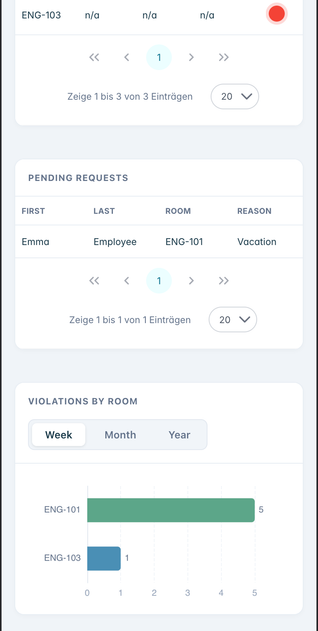 ENG-103 n/a n/a n/a
1
Zeige 1 bis 3 von 3 Einträgen 20
PENDING REQUESTS
FIRST LAST ROOM REASON
Emma Employee ENG-101 Vacation
1
Zeige 1 bis 1 von 1 Einträgen 20
VIOLATIONS BY ROOM
Week Month Year
ENG-101 5
ENG-103 1
0 1 2 3 4 5